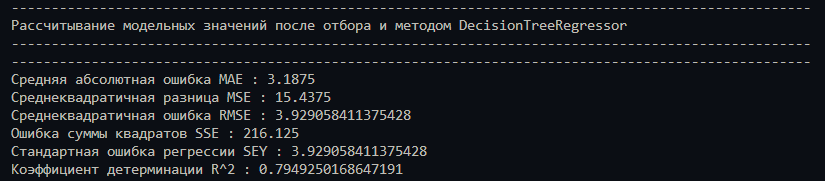 ----------------------------------------------------------------------------------------------------
Рассчитывание модельных значений после отбора и методом DecisionTreeRegressor
----------------------------------------------------------------------------------------------------
----------------------------------------------------------------------------------------------------
Средняя абсолютная ошибка MAE : 3.1875
Среднеквадратичная разница MSE : 15.4375
Среднеквадратичная ошибка RMSE : 3.929058411375428
Ошибка суммы квадратов SSE : 216.125
Стандартная ошибка регрессии SEY : 3.929058411375428
Коэффициент детерминации R^2 : 0.7949250168647191